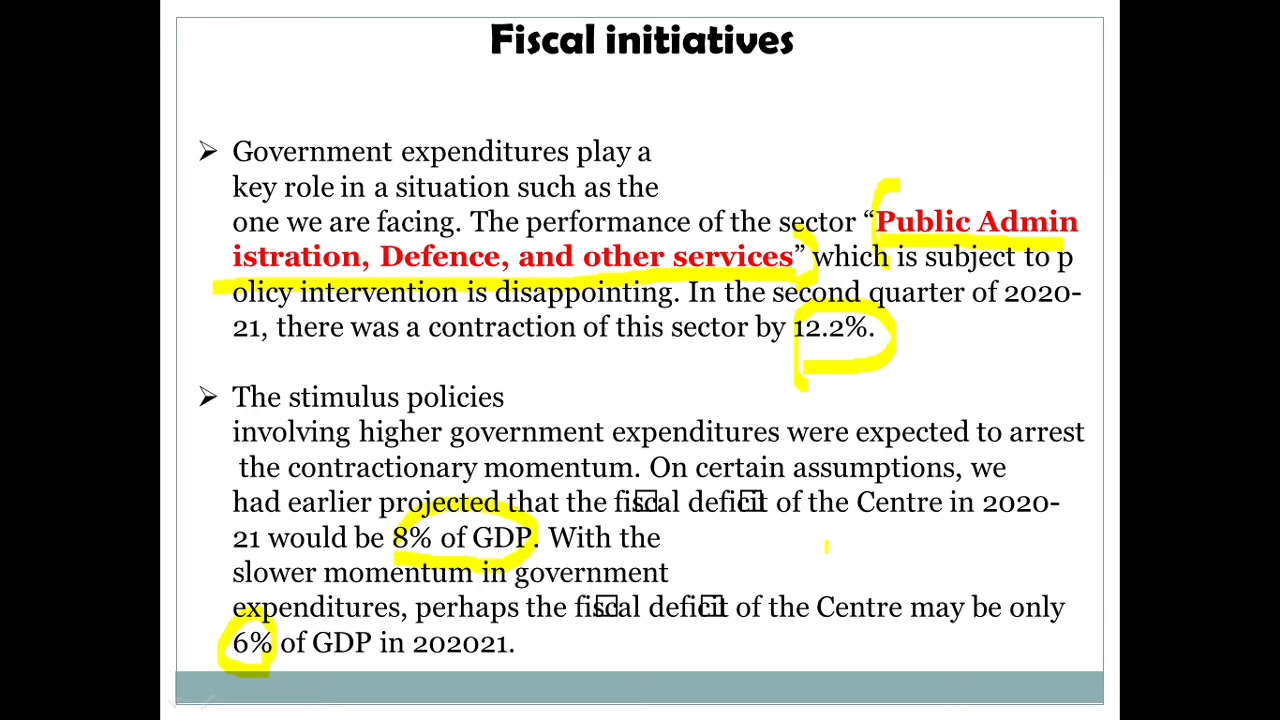 Fiscal initiatives
➢ Government expenditures play a
key role in a situation such as the
one we are facing. The performance of the sector “Public Admin
istration, Defence, and other services” which is subject to p
olicy intervention is disappointing. In the second quarter of 2020-
21, there was a contraction of this sector by 12.2%.
➢ The stimulus policies
involving higher government expenditures were expected to arrest
the contractionary momentum. On certain assumptions, we
had earlier projected that the fiscal deficit of the Centre in 2020-
21 would be 8% of GDP. With the
slower momentum in government
expenditures, perhaps the fiscal deficit of the Centre may be only
6% of GDP in 202021.